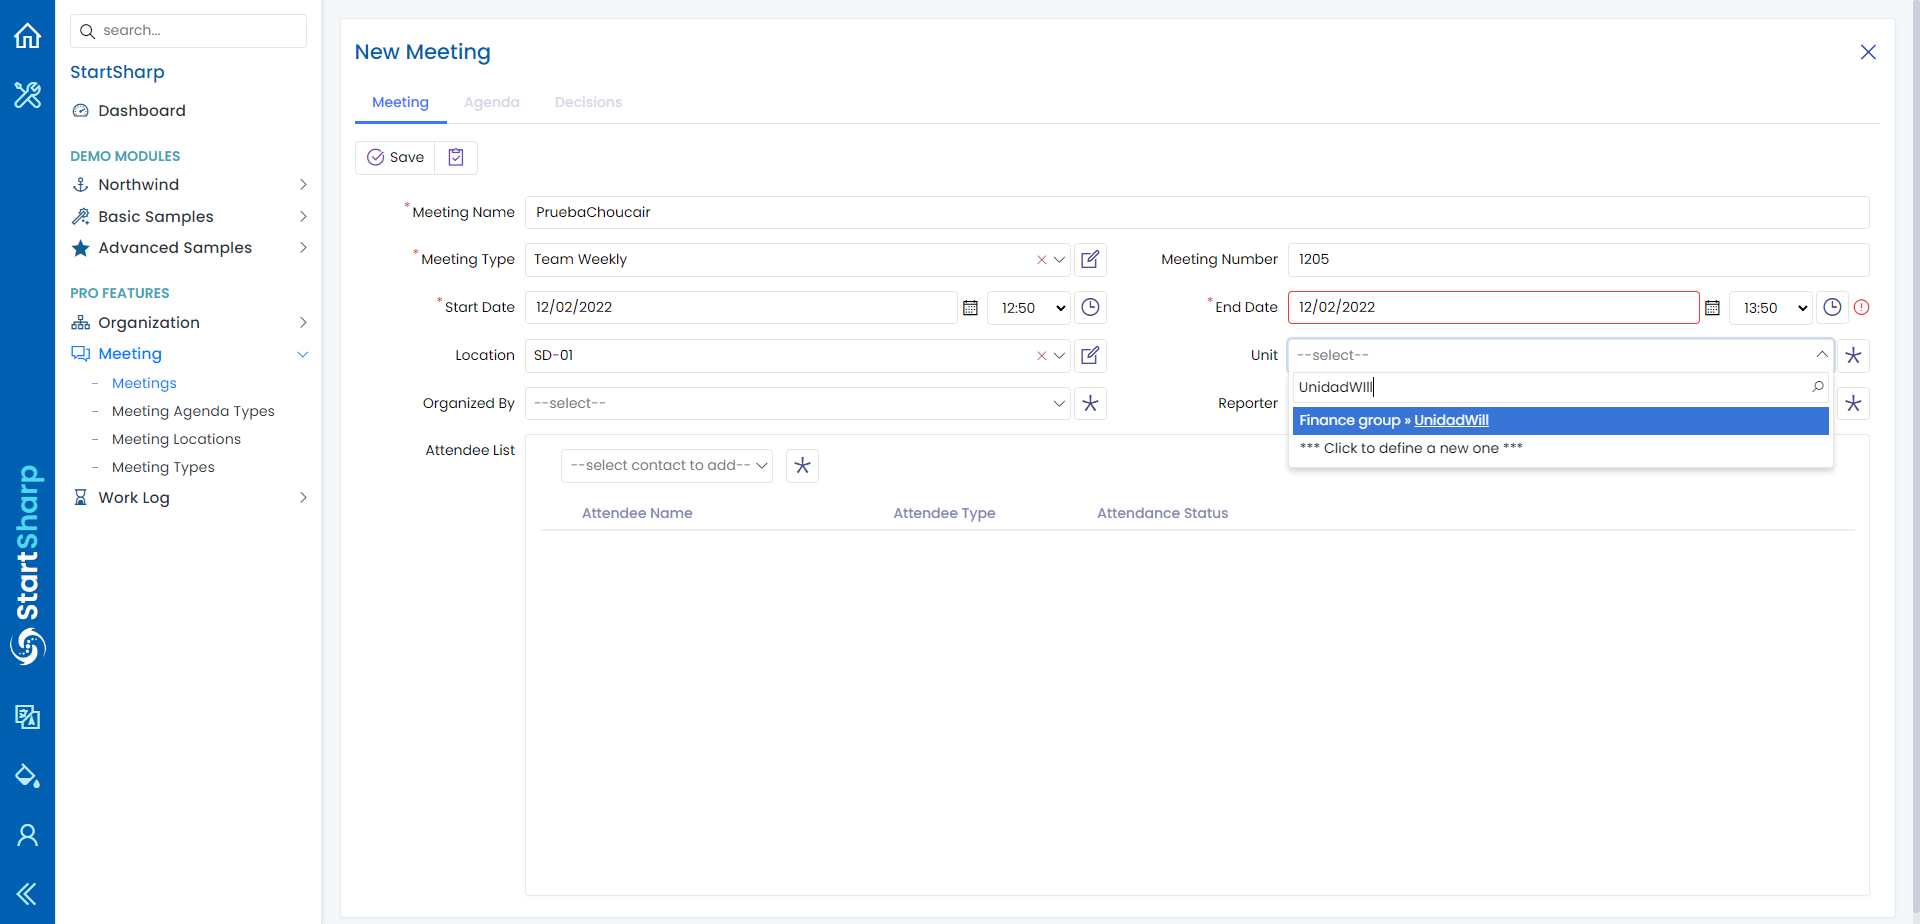 search...
StartSharp
Dashboard
DEMO MODULES
Northwind
Basic Samples
Advanced Samples
PRO FEATURES
Organization
Meeting
– Meetings
– Meeting Agenda Types
– Meeting Locations
– Meeting Types
Work Log
StartSharp
New Meeting
Meeting Agenda Decisions
Save
*Meeting Name PruebaChoucair
*Meeting Type Team Weekly Meeting Number 1205
*Start Date 12/02/2022 12:50 *End Date 12/02/2022 13:50
Location SD-01 Unit --select--
UnidadWIll
Organized By --select-- Reporter
Finance group » UnidadWill
*** Click to define a new one ***
Attendee List
--select contact to add--
Attendee Name Attendee Type Attendance Status